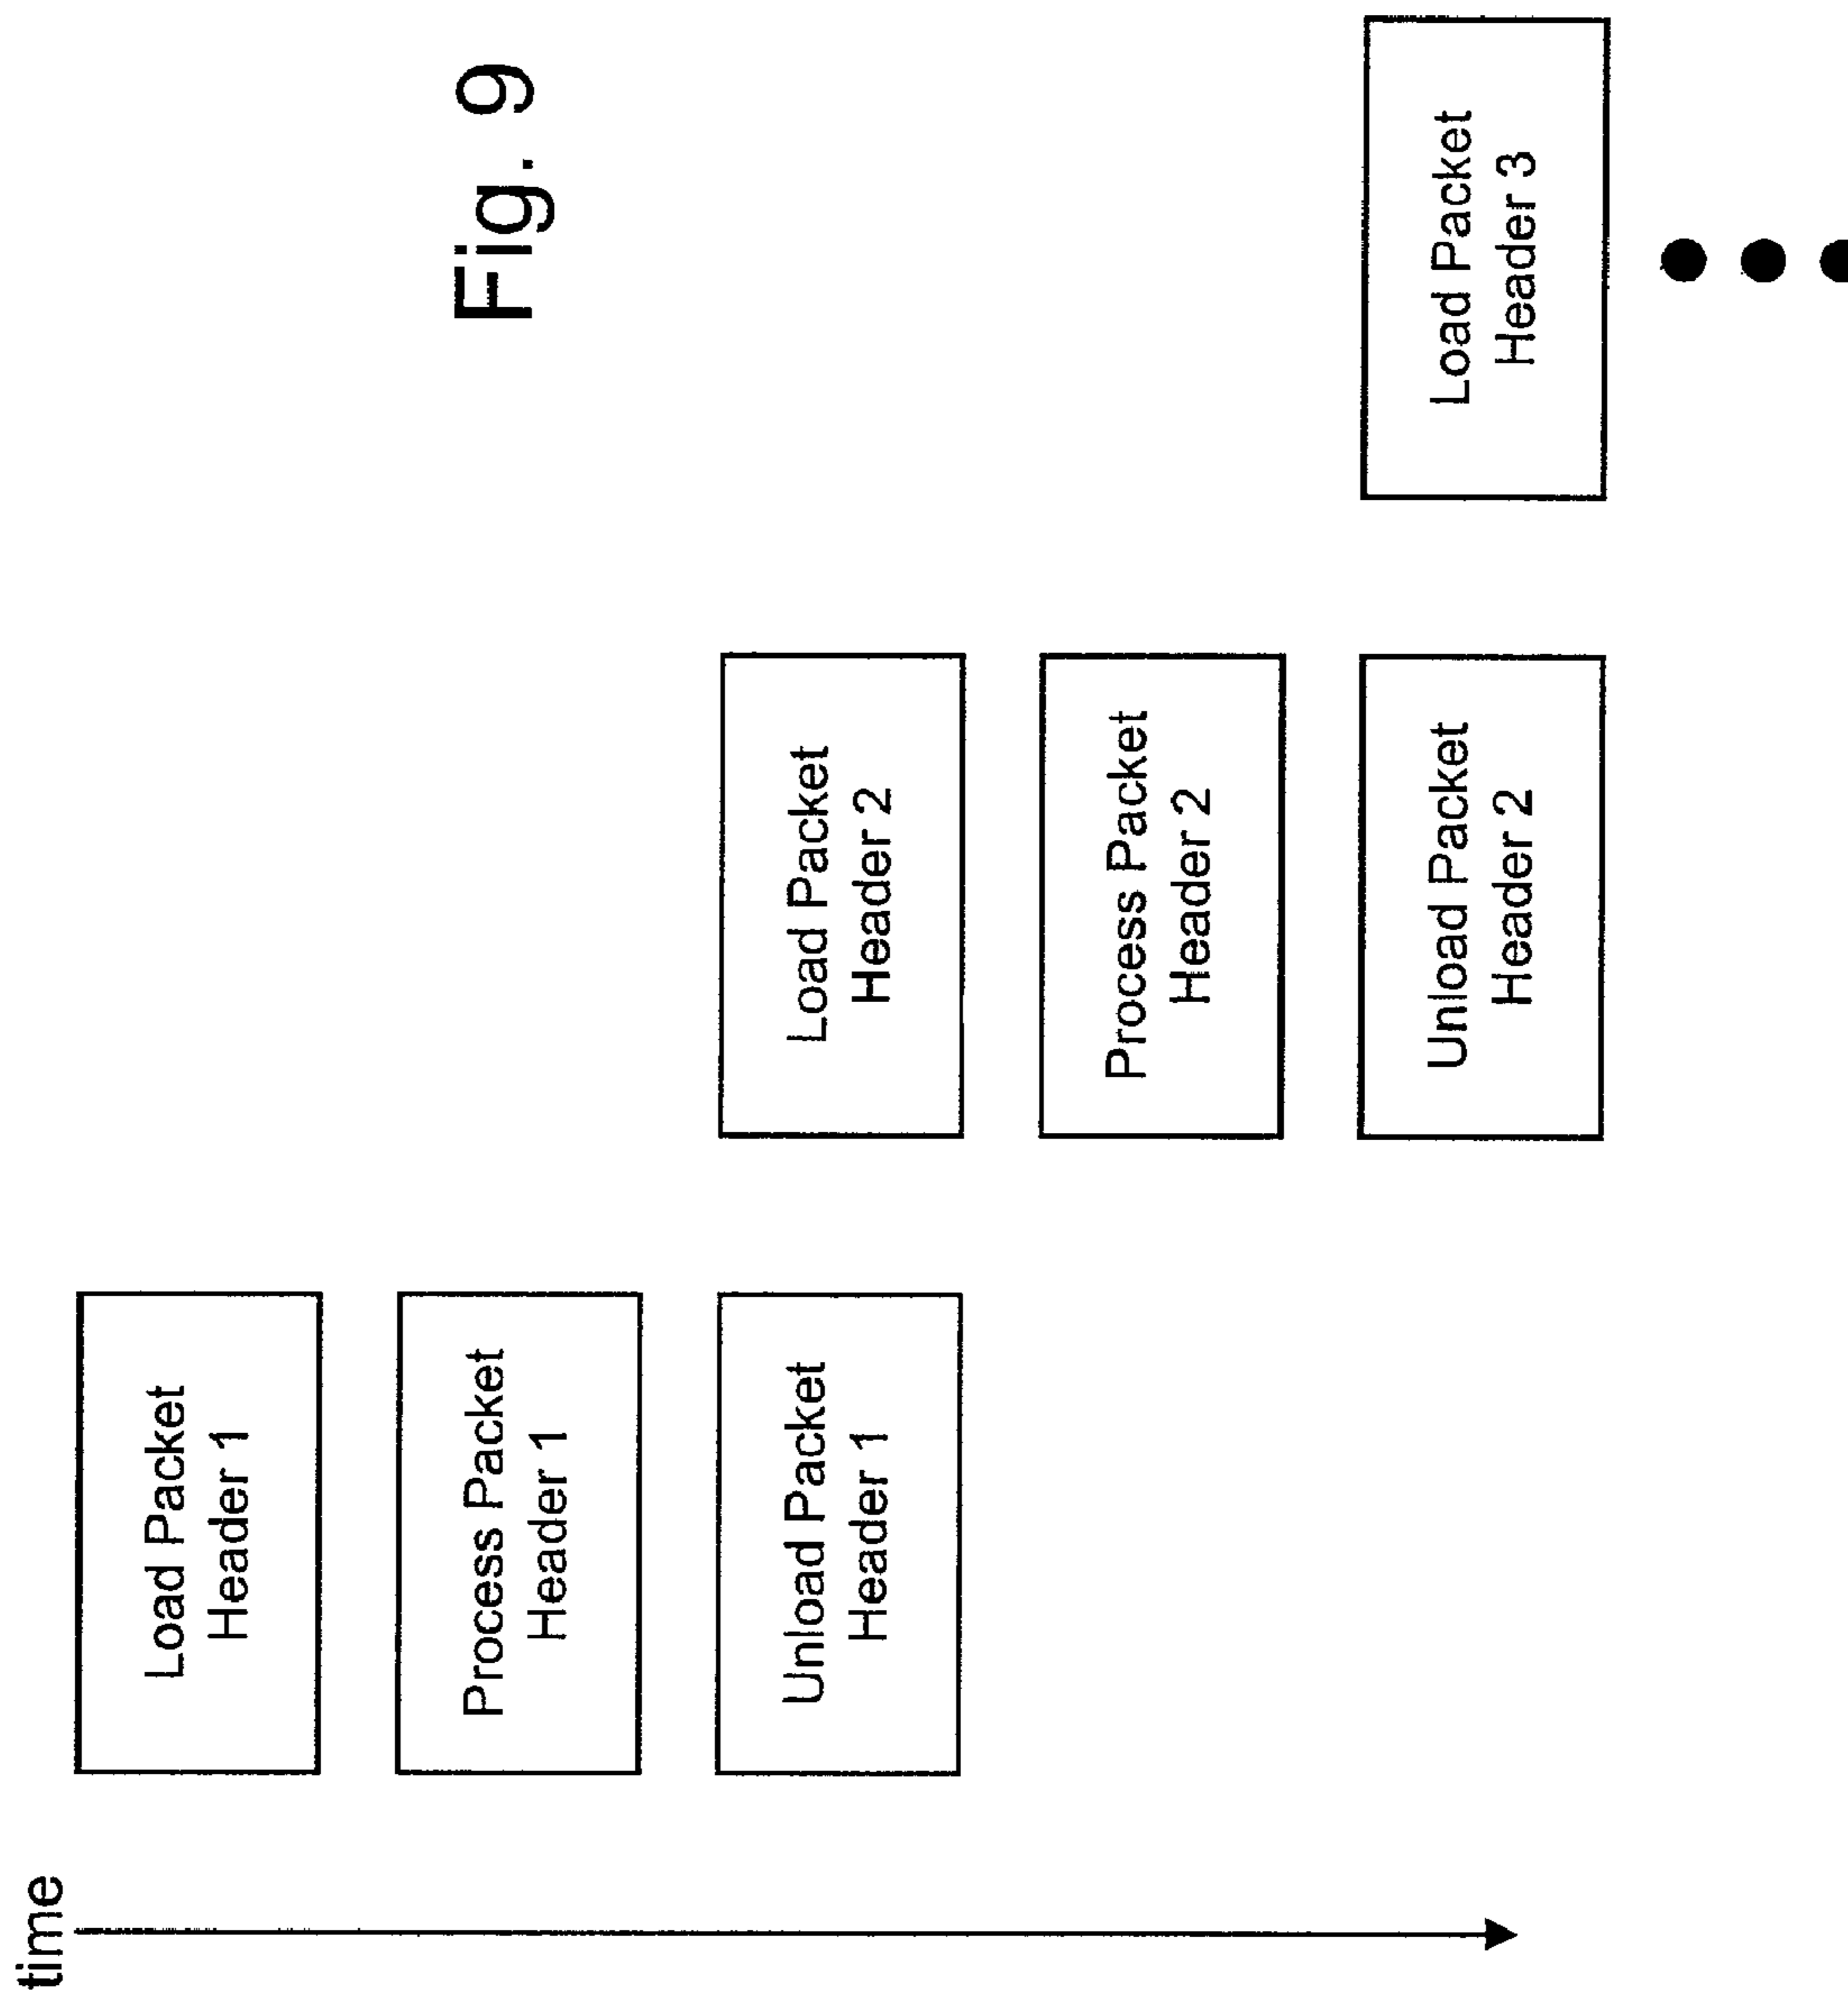 time
Load Packet
Header 1
Process Packet
Header 1
Unload Packet
Header 1
Load Packet
Header 2
Process Packet
Header 2
Unload Packet
Header 2
Load Packet
Header 3
Fig. 9